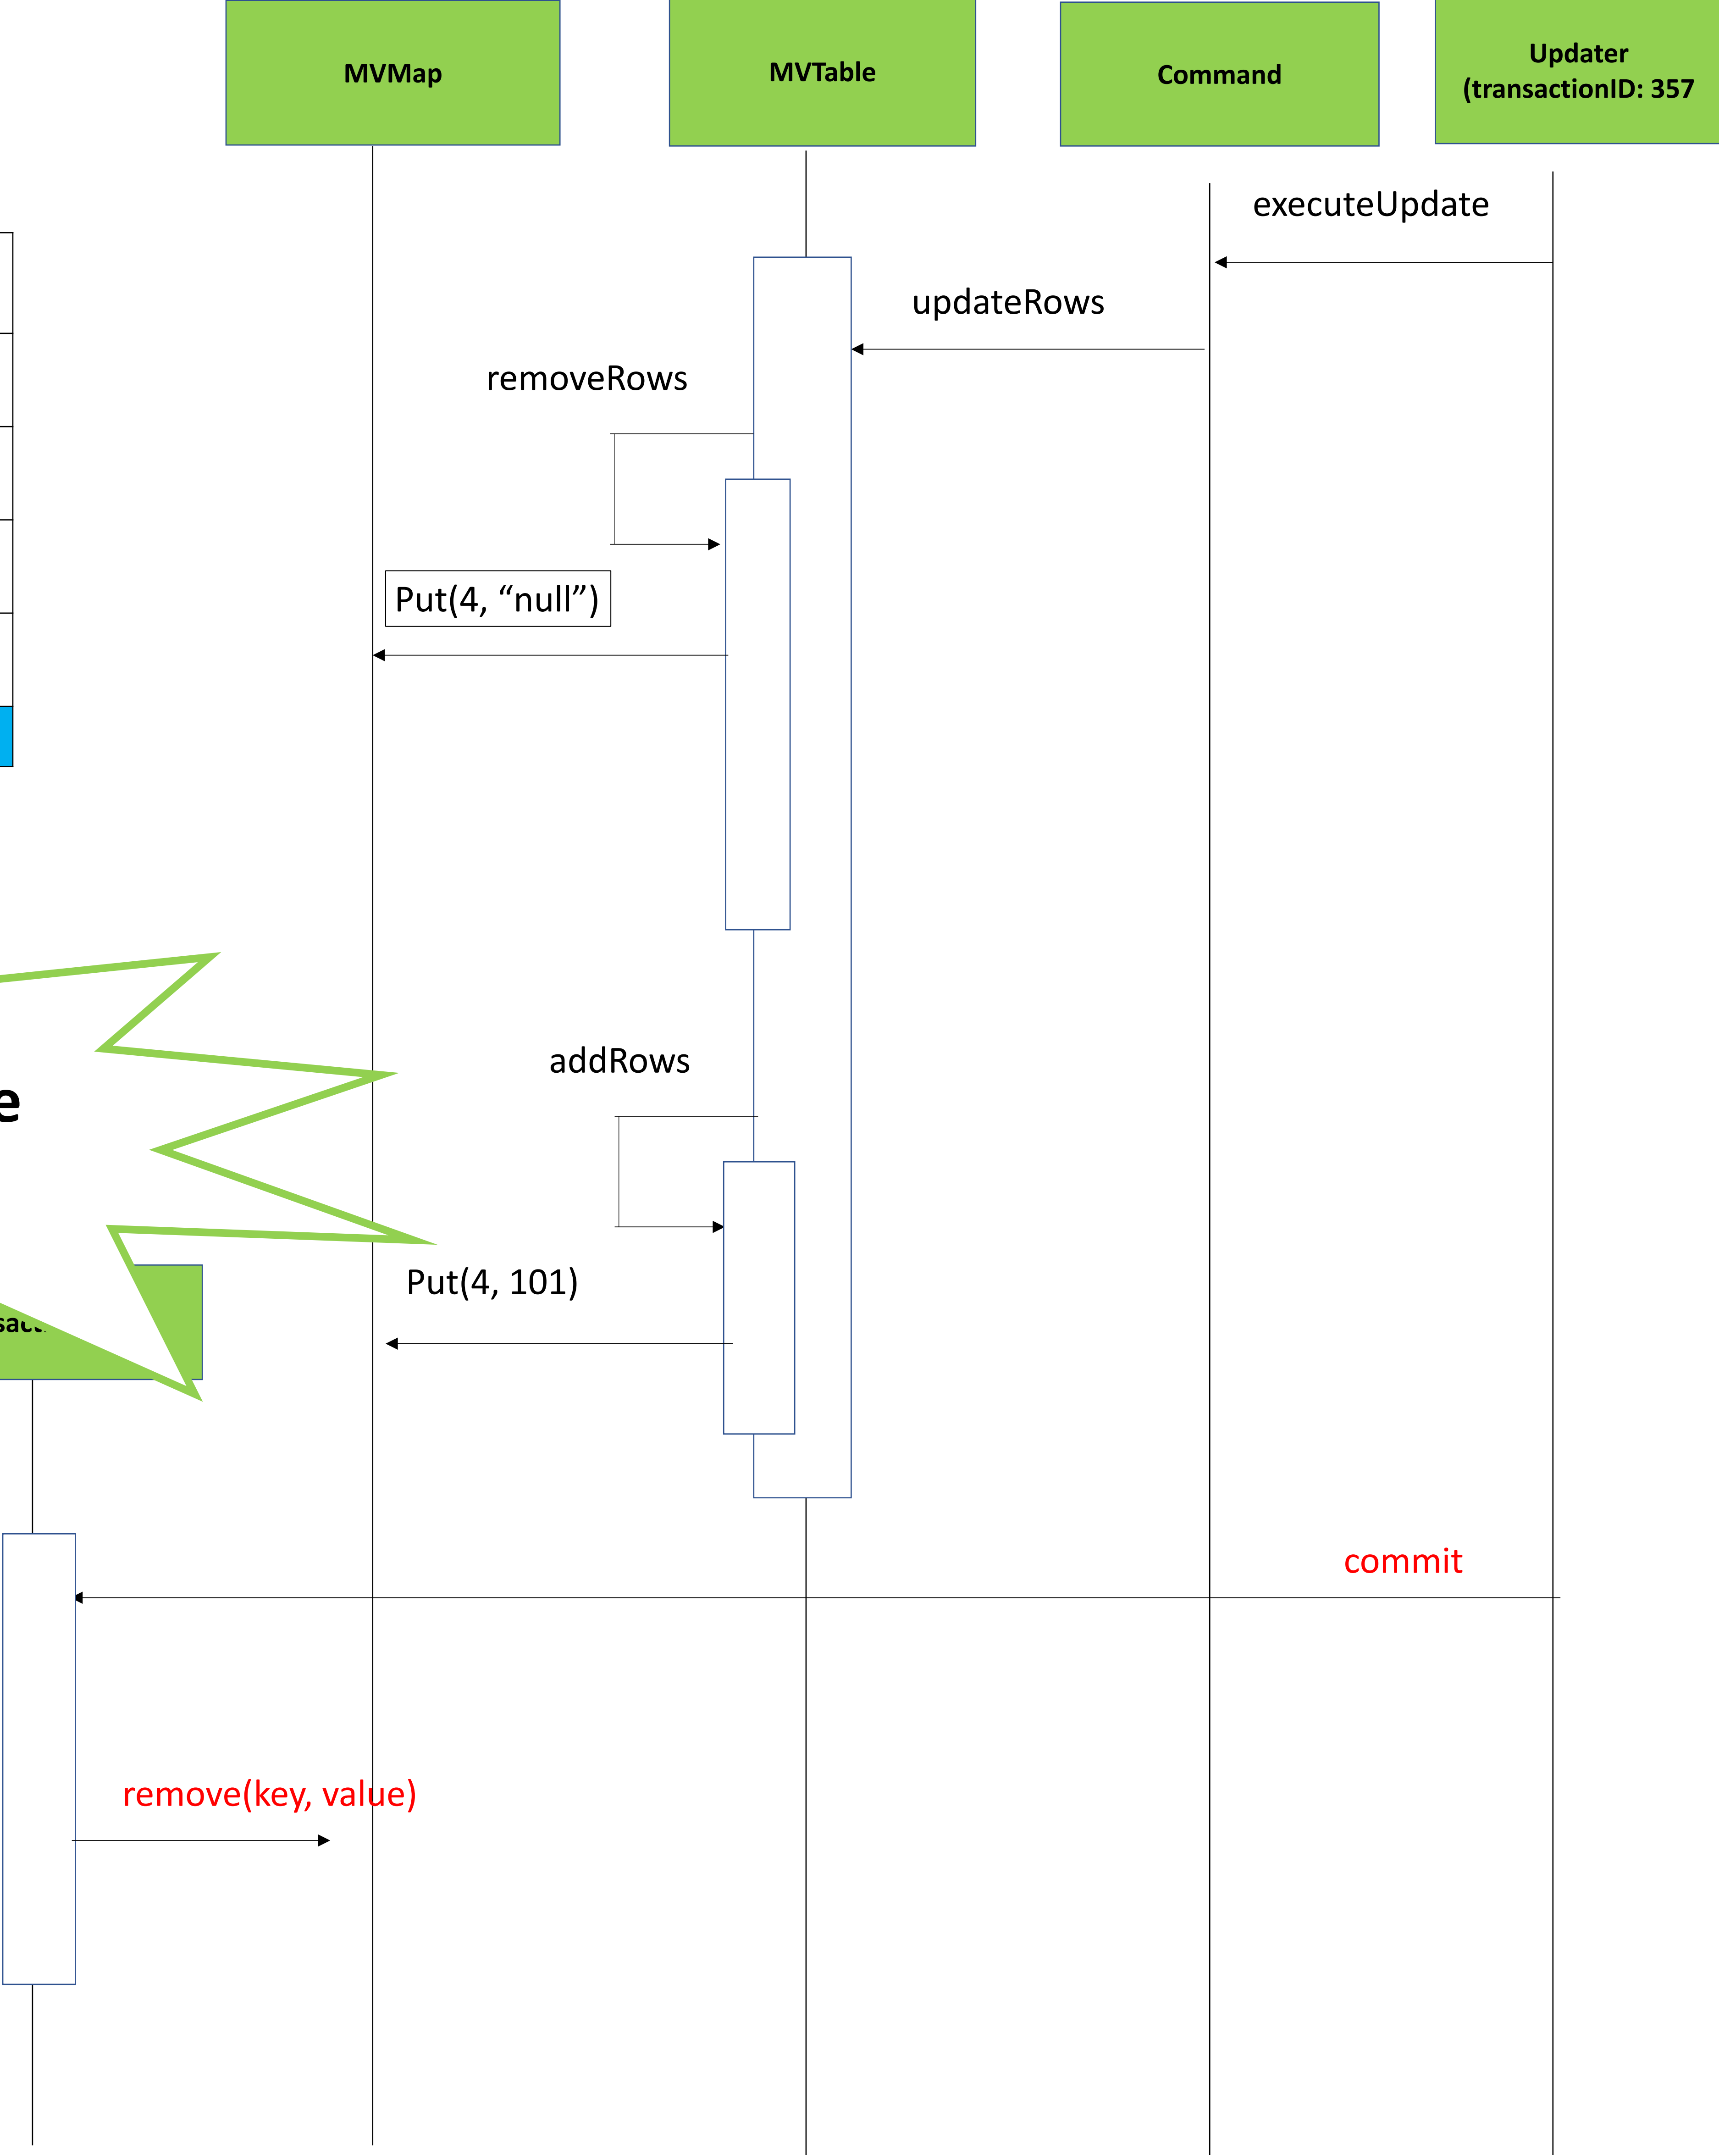 MVMap
MVTable
Command
Updater
(transactionID: 357
executeUpdate
updateRows
removeRows
Put(4, “null”)
addRows
e
Put(4, 101)
commit
remove(key, value)